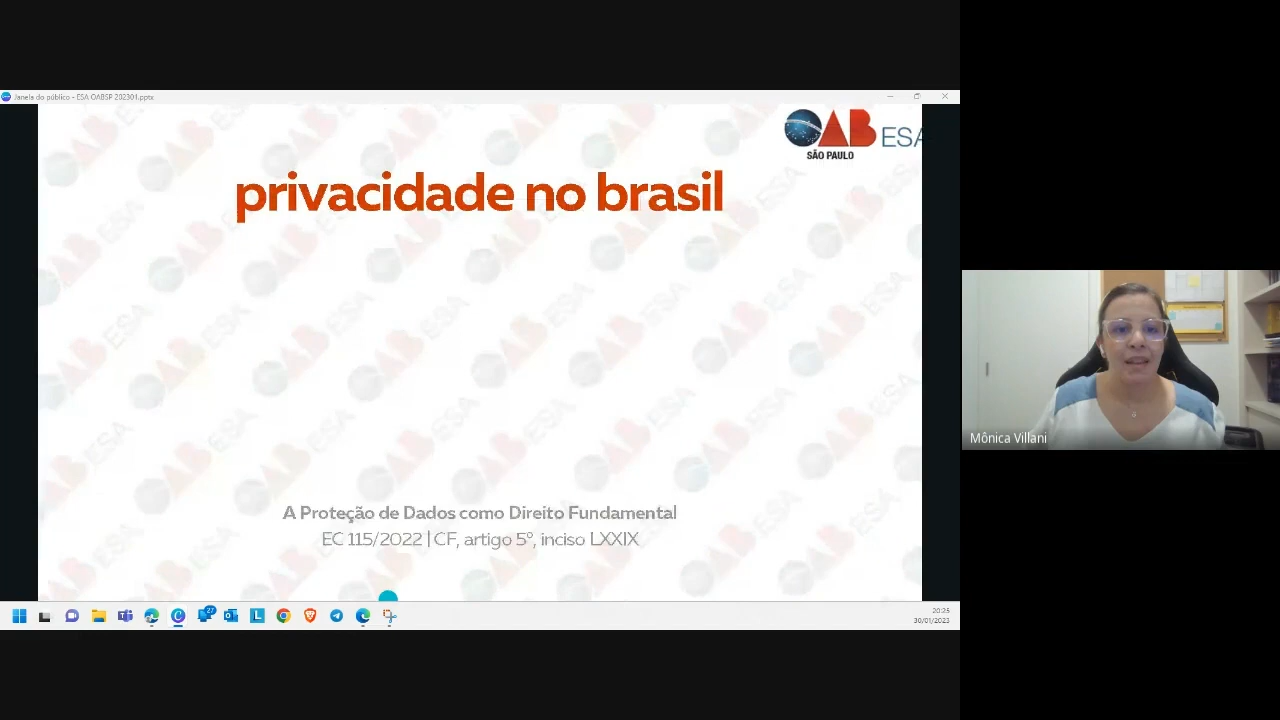 Janela do público - ESA OABSP 202301.pptx
OAB ESA
SÃO PAULO
privacidade no brasil
A Proteção de Dados como Direito Fundamental
EC 115/2022 | CF, artigo 5º, inciso LXXIX
Mônica Villani
27
20:25
30/01/2023